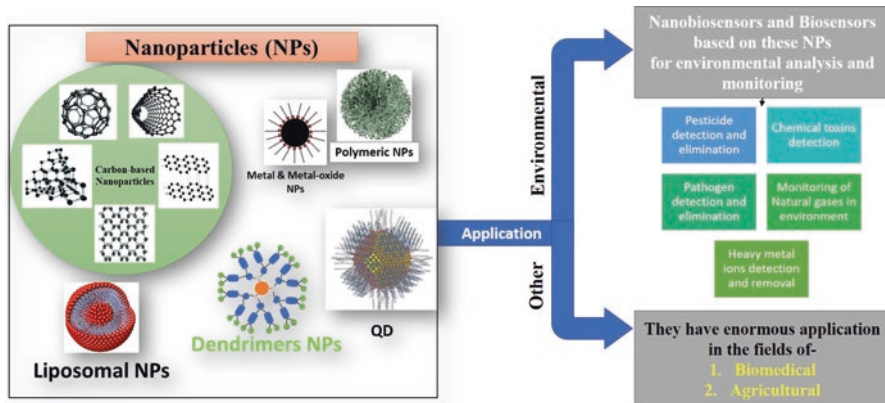 Nanoparticles (NPs)
Carbon-based
Nanoparticles
Metal & Metal-oxide
NPs
Polymeric NPs
Liposomal NPs
Dendrimers NPs
QD
Application
Environmental
Other
Nanobiosensors and Biosensors
based on these NPs
for environmental analysis and
monitoring
Pesticide
detection and
elimination
Chemical toxins
detection
Pathogen
detection and
elimination
Monitoring of
Natural gases in
environment
Heavy metal
ions detection
and removal
They have enormous application
in the fields of-
1. Biomedical
2. Agricultural